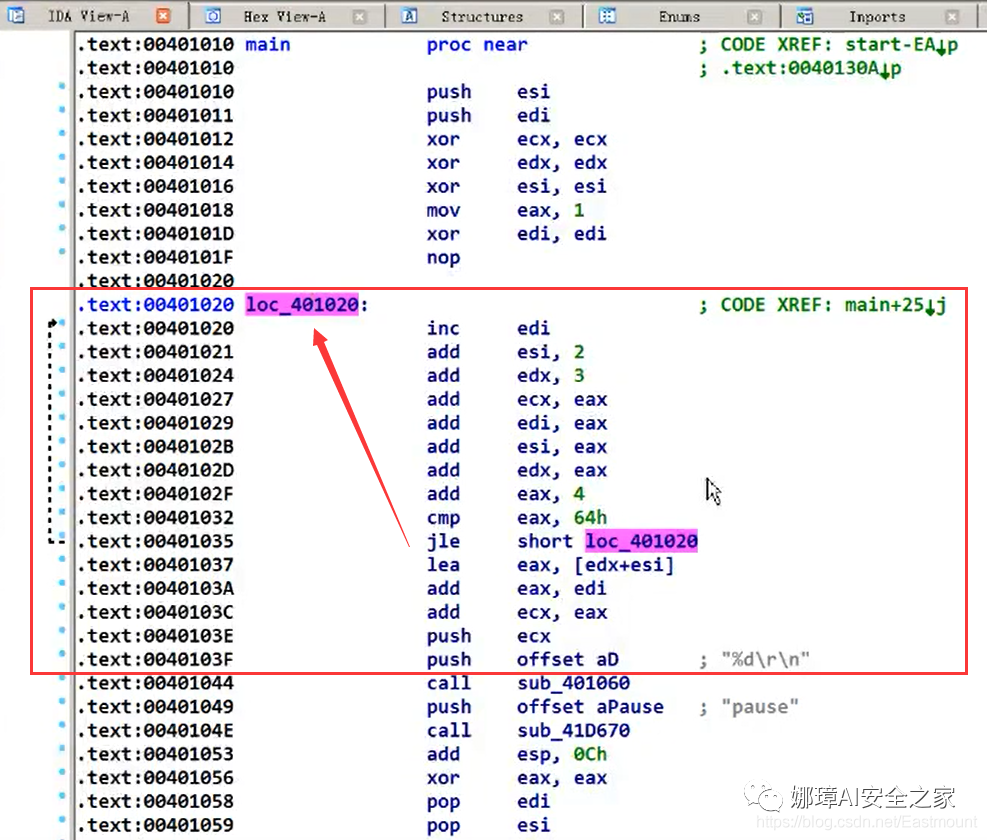 IDA View-A Hex View-A Structures Enums Imports
.text:00401010 main proc near ; CODE XREF: start-EA↓p
.text:00401010 ; .text:0040130A↓p
.text:00401010 push esi
.text:00401011 push edi
.text:00401012 xor ecx, ecx
.text:00401014 xor edx, edx
.text:00401016 xor esi, esi
.text:00401018 mov eax, 1
.text:0040101D xor edi, edi
.text:0040101F nop
.text:00401020
.text:00401020 loc_401020: ; CODE XREF: main+25↓j
.text:00401020 inc edi
.text:00401021 add esi, 2
.text:00401024 add edx, 3
.text:00401027 add ecx, eax
.text:00401029 add edi, eax
.text:0040102B add esi, eax
.text:0040102D add edx, eax
.text:0040102F add eax, 4
.text:00401032 cmp eax, 64h
.text:00401035 jle short loc_401020
.text:00401037 lea eax, [edx+esi]
.text:0040103A add eax, edi
.text:0040103C add ecx, eax
.text:0040103E push ecx
.text:0040103F push offset aD ; "%d\r\n"
.text:00401044 call sub_401060
.text:00401049 push offset aPause ; "pause"
.text:0040104E call sub_41D670
.text:00401053 add esp, 0Ch
.text:00401056 xor eax, eax
.text:00401058 pop edi
.text:00401059 pop esi
娜璋AI安全之家
https://blog.csdn.net/Eastmount